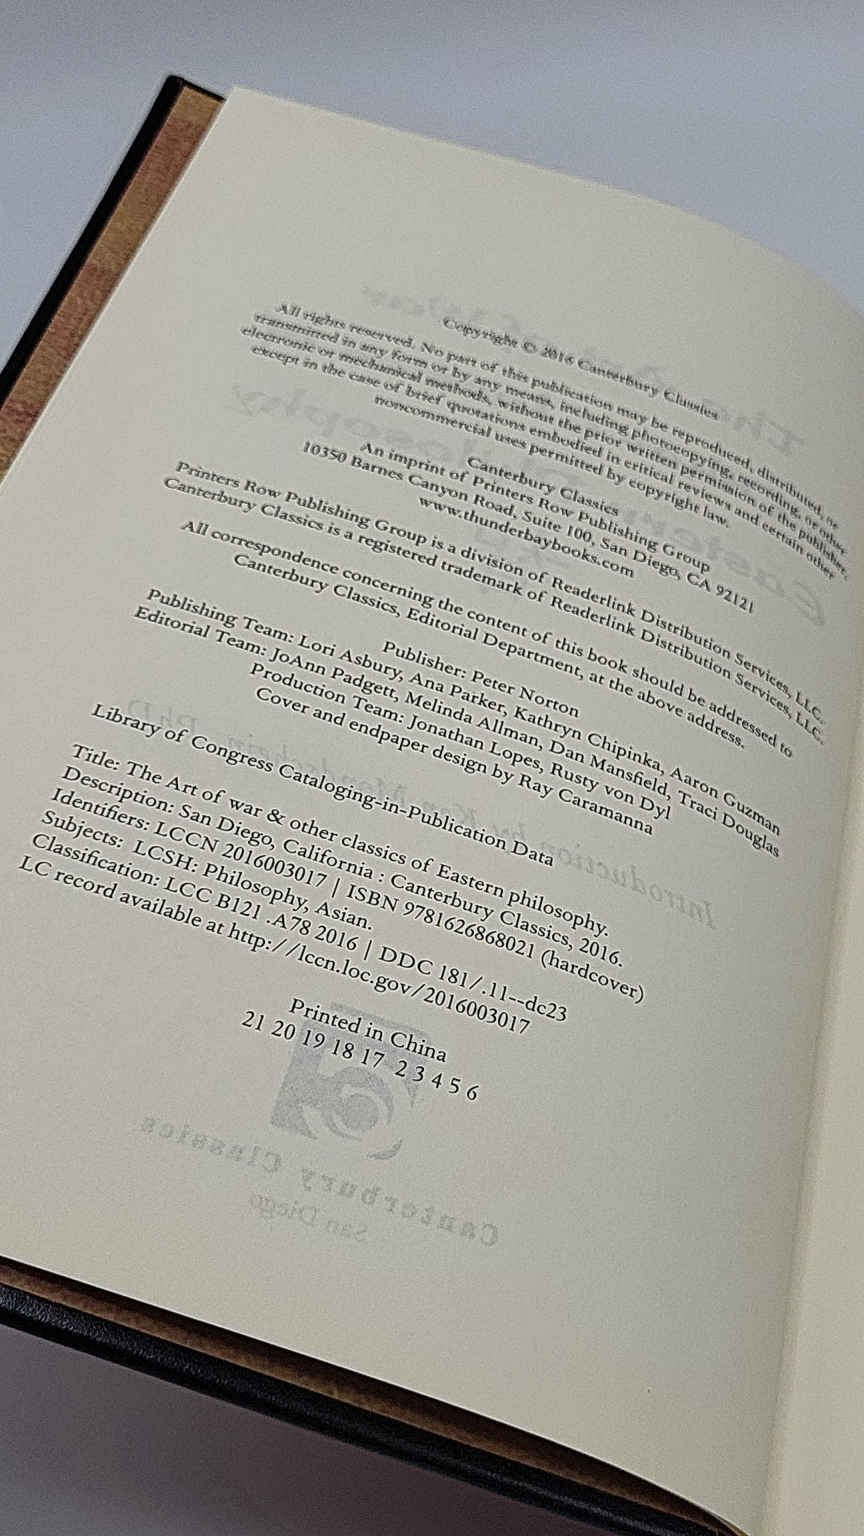 Copyright © 2016 Canterbury Classics
All rights reserved. No part of this publication may be reproduced, distributed, or
transmitted in any form or by any means, including photocopying, recording, or other
electronic or mechanical methods, without the prior written permission of the publisher,
except in the case of brief quotations embodied in critical reviews and certain other
noncommercial uses permitted by copyright law.
Canterbury Classics
An imprint of Printers Row Publishing Group
10350 Barnes Canyon Road, Suite 100, San Diego, CA 92121
www.thunderbaybooks.com
Printers Row Publishing Group is a division of Readerlink Distribution Services, LLC.
Canterbury Classics is a registered trademark of Readerlink Distribution Services, LLC.
All correspondence concerning the content of this book should be addressed to
Canterbury Classics, Editorial Department, at the above address.
Publisher: Peter Norton
Publishing Team: Lori Asbury, Ana Parker, Kathryn Chipinka, Aaron Guzman
Editorial Team: JoAnn Padgett, Melinda Allman, Dan Mansfield, Traci Douglas
Production Team: Jonathan Lopes, Rusty von Dyl
Cover and endpaper design by Ray Caramanna
Library of Congress Cataloging-in-Publication Data
Title: The Art of war & other classics of Eastern philosophy.
Description: San Diego, California : Canterbury Classics, 2016.
Identifiers: LCCN 2016003017 | ISBN 9781626868021 (hardcover)
Subjects: LCSH: Philosophy, Asian.
Classification: LCC B121 .A78 2016 | DDC 181/.11--dc23
LC record available at http://lccn.loc.gov/2016003017
Printed in China
21 20 19 18 17 2 3 4 5 6
Canterbury Classics
San Diego